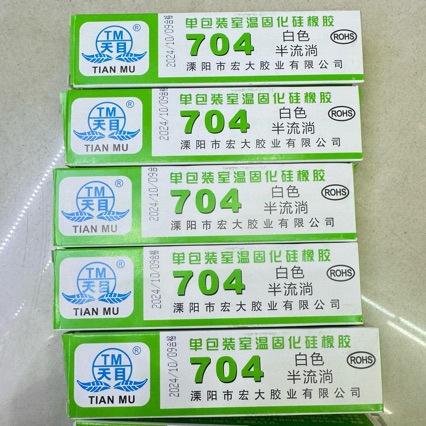 TM
天目
®
TIAN MU
2024/10/09
单包装室温固化硅橡胶
704
白色
半流淌
ROHS
溧阳市宏大胶业有限公司
TM
天目
®
TIAN MU
2024/10/09
单包装室温固化硅橡胶
704
白色
半流淌
ROHS
溧阳市宏大胶业有限公司
TM
天目
®
TIAN MU
2024/10/09
单包装室温固化硅橡胶
704
白色
半流淌
ROHS
溧阳市宏大胶业有限公司
TM
天目
®
TIAN MU
2024/10/09
单包装室温固化硅橡胶
704
白色
半流淌
ROHS
溧阳市宏大胶业有限公司
TM
天目
®
TIAN MU
2024/10/09
单包装室温固化硅橡胶
704
白色
半流淌
ROHS
溧阳市宏大胶业有限公司